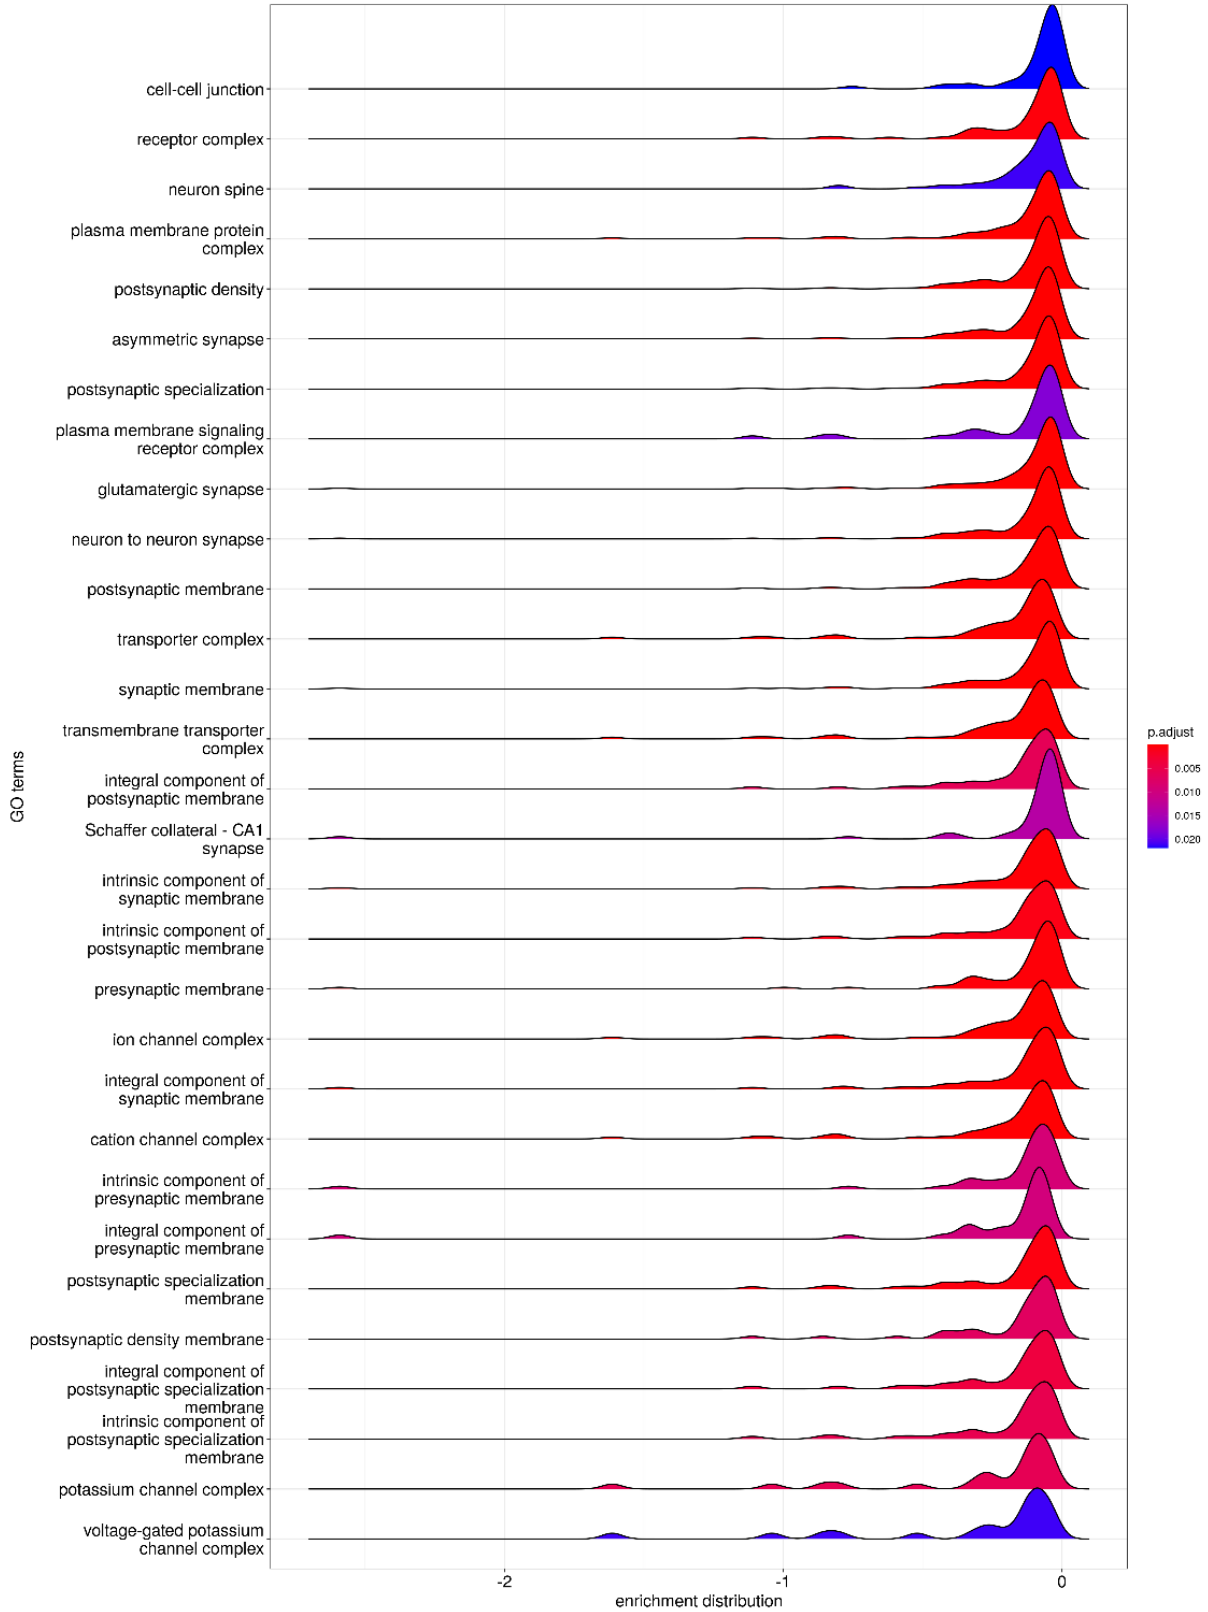 cell-cell junction
receptor complex
neuron spine
plasma membrane protein
complex
postsynaptic density
asymmetric synapse
postsynaptic specialization
plasma membrane signaling
receptor complex
glutamatergic synapse
neuron to neuron synapse
postsynaptic membrane
transporter complex
synaptic membrane
transmembrane transporter
complex
integral component of
postsynaptic membrane
Schaffer collateral - CA1
synapse
intrinsic component of
synaptic membrane
intrinsic component of
postsynaptic membrane
presynaptic membrane
ion channel complex
integral component of
synaptic membrane
cation channel complex
intrinsic component of
presynaptic membrane
integral component of
presynaptic membrane
postsynaptic specialization
membrane
postsynaptic density membrane
integral component of
postsynaptic specialization
membrane
intrinsic component of
postsynaptic specialization
membrane
potassium channel complex
voltage-gated potassium
channel complex
GO terms
-2
-1
0
enrichment distribution
p.adjust
0.005
0.010
0.015
0.020